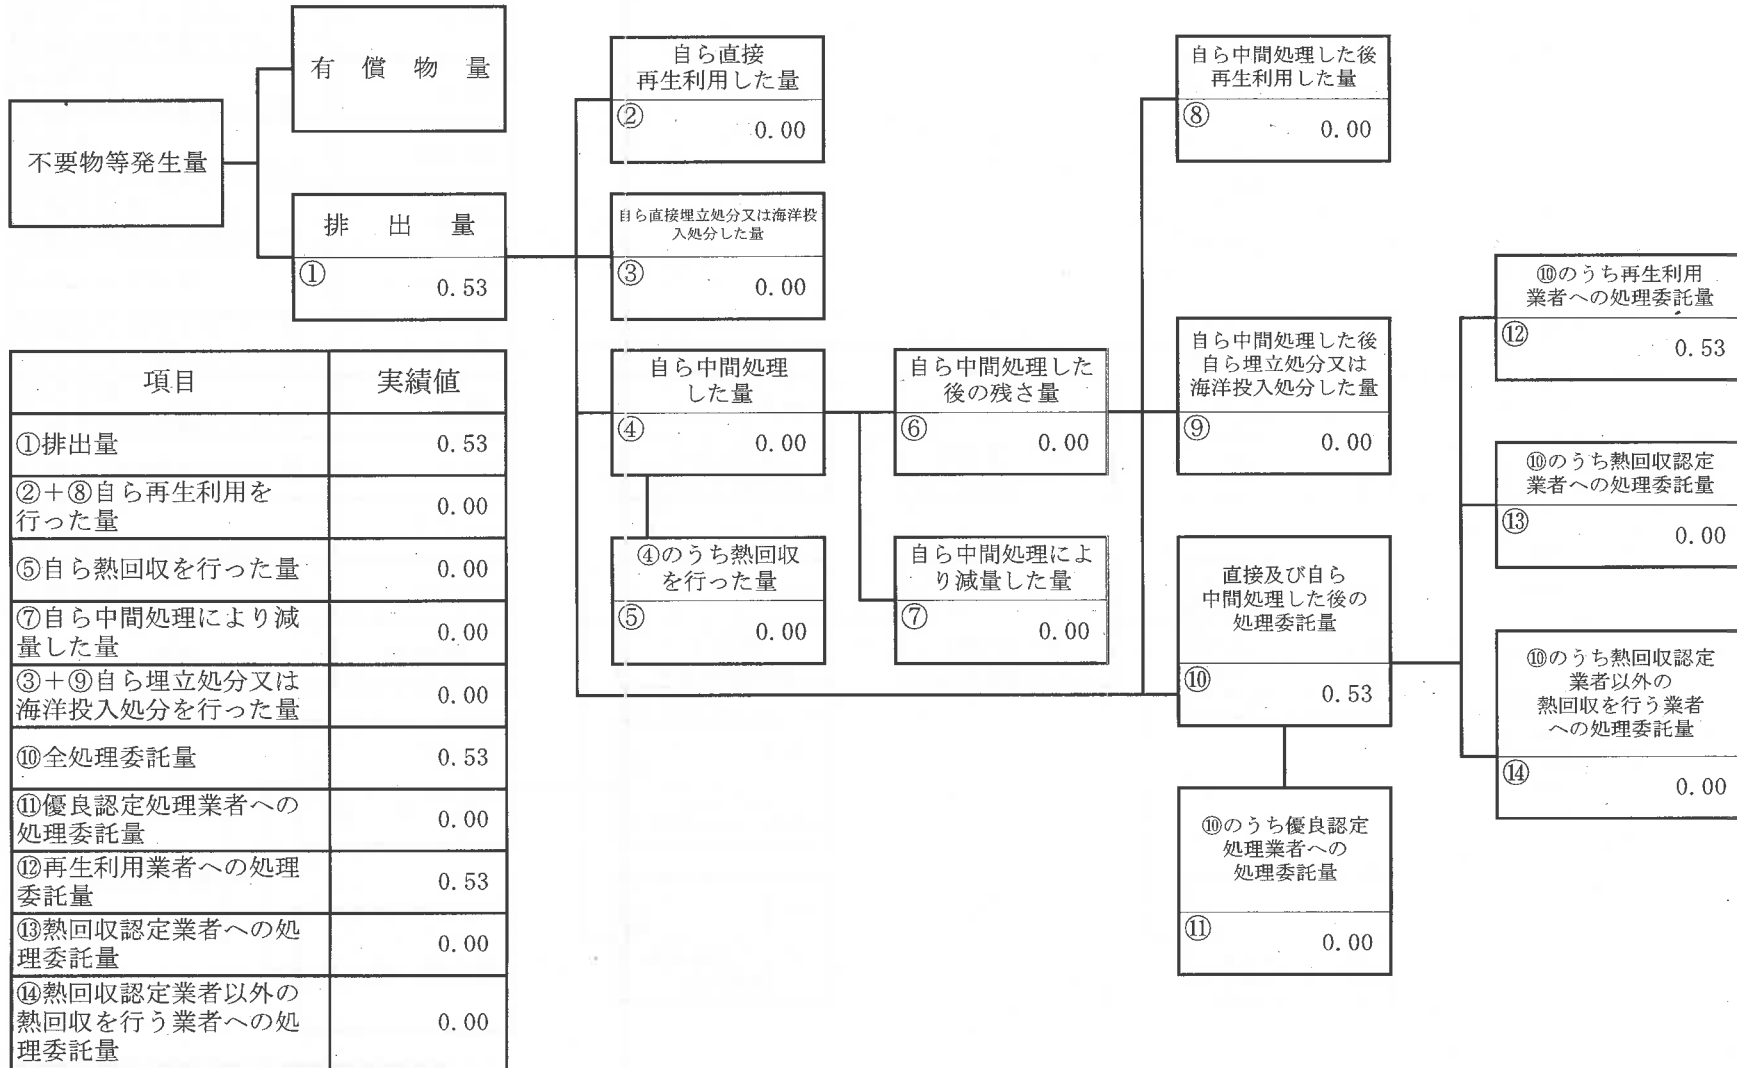 不要物等発生量
有償物量
排出量
①
0.53
自ら直接
再生利用した量
②
0.00
自ら直接埋立処分又は海洋投
入処分した量
③
0.00
自ら中間処理
した量
④
0.00
④のうち熱回収
を行った量
⑤
0.00
自ら中間処理した
後の残さ量
⑥
0.00
自ら中間処理によ
り減量した量
⑦
0.00
自ら中間処理した後
再生利用した量
⑧
0.00
自ら中間処理した後
自ら埋立処分又は
海洋投入処分した量
⑨
0.00
直接及び自ら
中間処理した後の
処理委託量
⑩
0.53
⑩のうち優良認定
処理業者への
処理委託量
⑪
0.00
⑩のうち再生利用
業者への処理委託量
⑫
0.53
⑩のうち熱回収認定
業者への処理委託量
⑬
0.00
⑩のうち熱回収認定
業者以外の
熱回収を行う業者
への処理委託量
⑭
0.00
項目 実績値
①排出量 0.53
②+⑧自ら再生利用を
行った量 0.00
⑤自ら熱回収を行った量 0.00
⑦自ら中間処理により減
量した量 0.00
③+⑨自ら埋立処分又は
海洋投入処分を行った量 0.00
⑩全処理委託量 0.53
⑪優良認定処理業者への
処理委託量 0.00
⑫再生利用業者への処理
委託量 0.53
⑬熱回収認定業者への処
理委託量 0.00
⑭熱回収認定業者以外の
熱回収を行う業者への処
理委託量 0.00